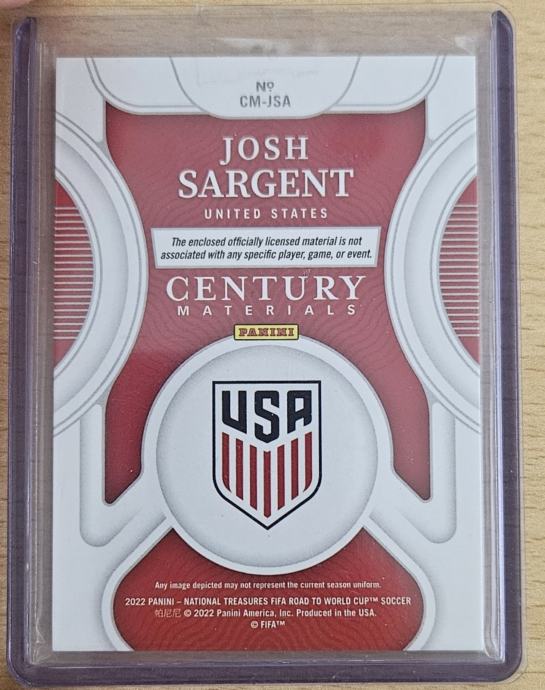 Nº
CM-JSA
JOSH
SARGENT
UNITED STATES
The enclosed officially licensed material is not
associated with any specific player, game, or event.
CENTURY
MATERIALS
PANINI
USA
Any image depicted may not represent the current season uniform.
2022 PANINI – NATIONAL TREASURES FIFA ROAD TO WORLD CUP™ SOCCER
帕尼尼 © 2022 Panini America, Inc. Produced in the USA.
© FIFA™